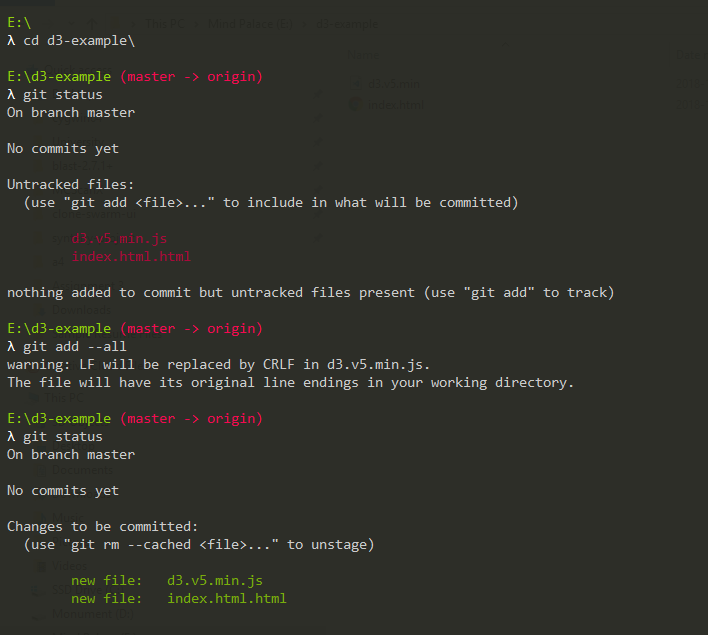 E:\
λ cd d3-example\
E:\d3-example (master -> origin)
λ git status
On branch master
No commits yet
Untracked files:
(use "git add <file>..." to include in what will be committed)
d3.v5.min.js
index.html.html
nothing added to commit but untracked files present (use "git add" to track)
E:\d3-example (master -> origin)
λ git add --all
warning: LF will be replaced by CRLF in d3.v5.min.js.
The file will have its original line endings in your working directory.
E:\d3-example (master -> origin)
λ git status
On branch master
No commits yet
Changes to be committed:
(use "git rm --cached <file>..." to unstage)
new file:   d3.v5.min.js
new file:   index.html.html